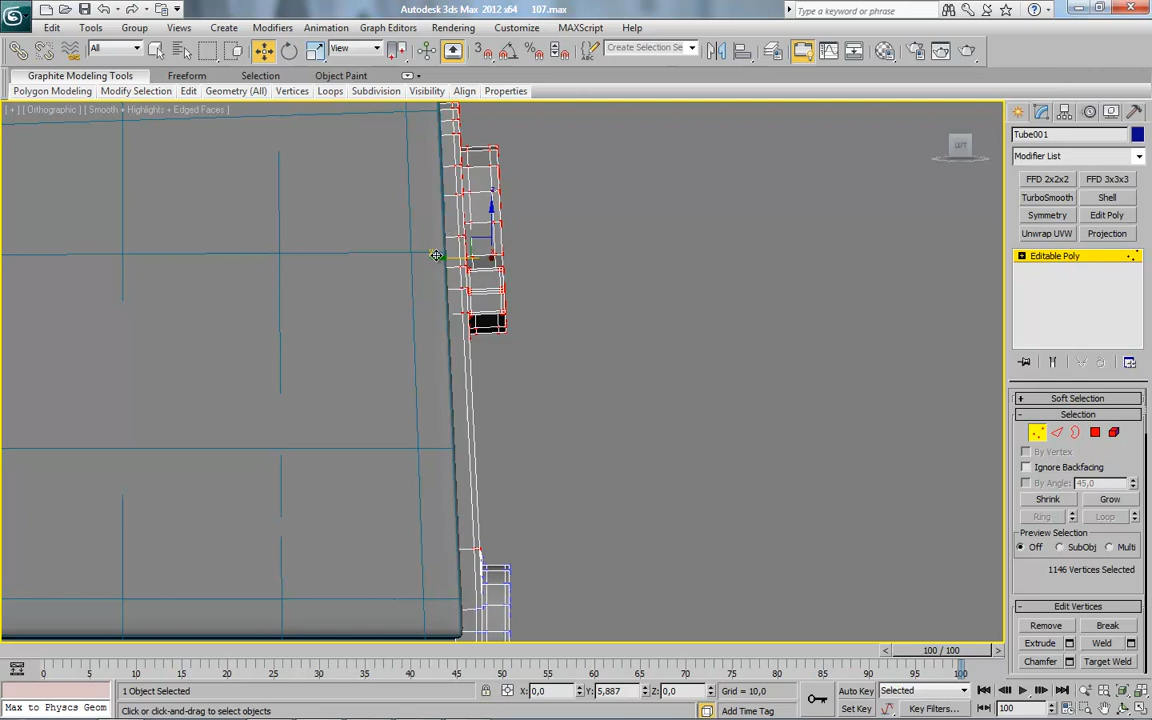 Autodesk 3ds Max 2012 x64 107.max
Type a keyword or phrase
Edit Tools Group Views Create Modifiers Animation Graph Editors Rendering Customize MAXScript Help
All View Create Selection Se
Graphite Modeling Tools Freeform Selection Object Paint
Polygon Modeling Modify Selection Edit Geometry (All) Vertices Loops Subdivision Visibility Align Properties
[ + ] [ Orthographic ] [ Smooth + Highlights + Edged Faces ]
LEFT
Tube001
Modifier List
FFD 2x2x2 FFD 3x3x3
TurboSmooth Shell
Symmetry Edit Poly
Unwrap UVW Projection
Editable Poly
Soft Selection
Selection
By Vertex
Ignore Backfacing
By Angle: 45,0
Shrink Grow
Ring Loop
Preview Selection
Off SubObj Multi
1146 Vertices Selected
Edit Vertices
Remove Break
Extrude Weld
Chamfer Target Weld
100 / 100
0 5 10 15 20 25 30 35 40 45 50 55 60 65 70 75 80 85 90 95 100
1 Object Selected X: 0,0 Y: 5,887 Z: 0,0 Grid = 10,0 Auto Key Selected
Max to Physcs Geom Click or click-and-drag to select objects Add Time Tag Set Key Key Filters... 100